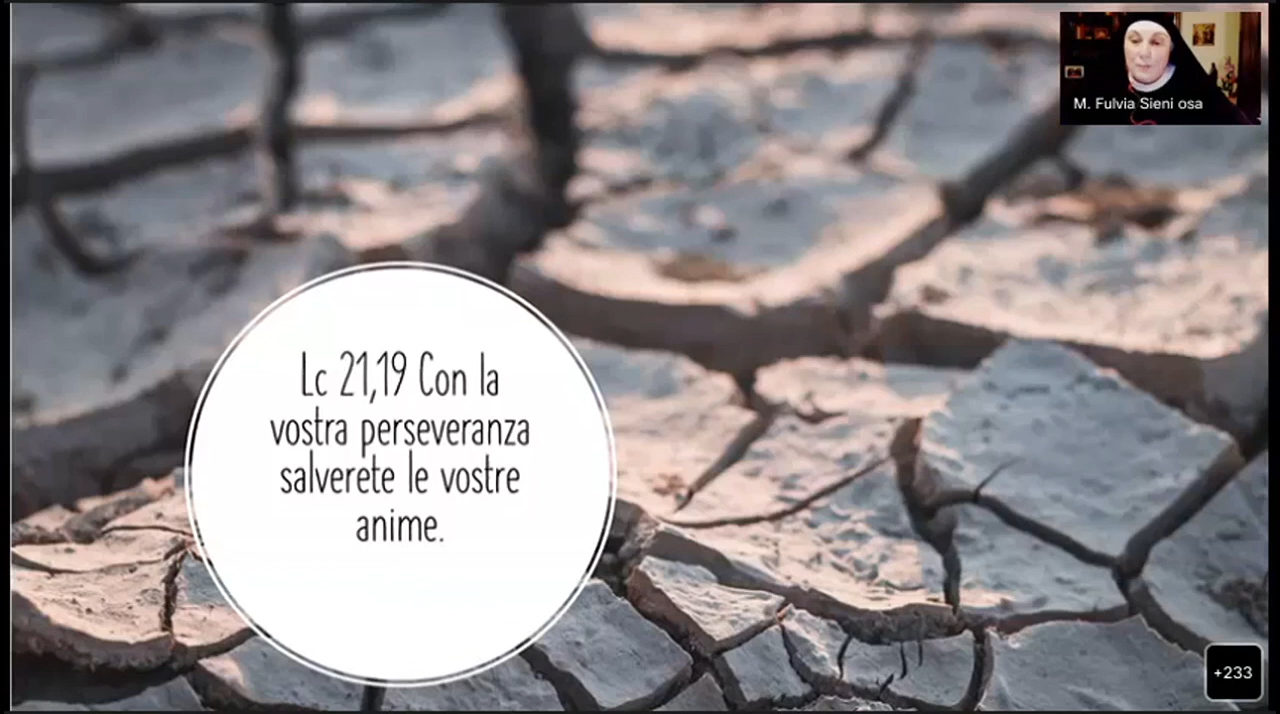 M. Fulvia Sieni osa
Lc 21,19 Con la
vostra perseveranza
salverete le vostre
anime.
+233